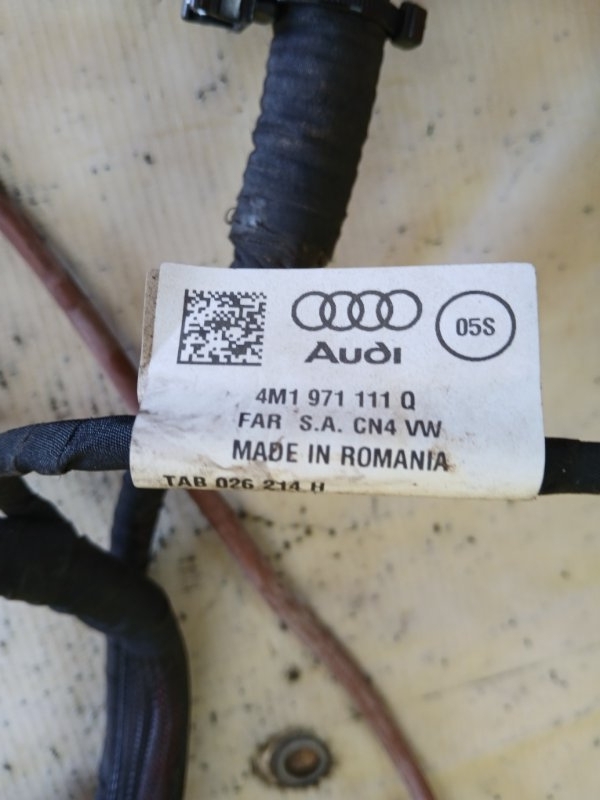 05S
Audi
4M1 971 111 Q
FAR S.A. CN4 VW
MADE IN ROMANIA
TAB 026 214 H